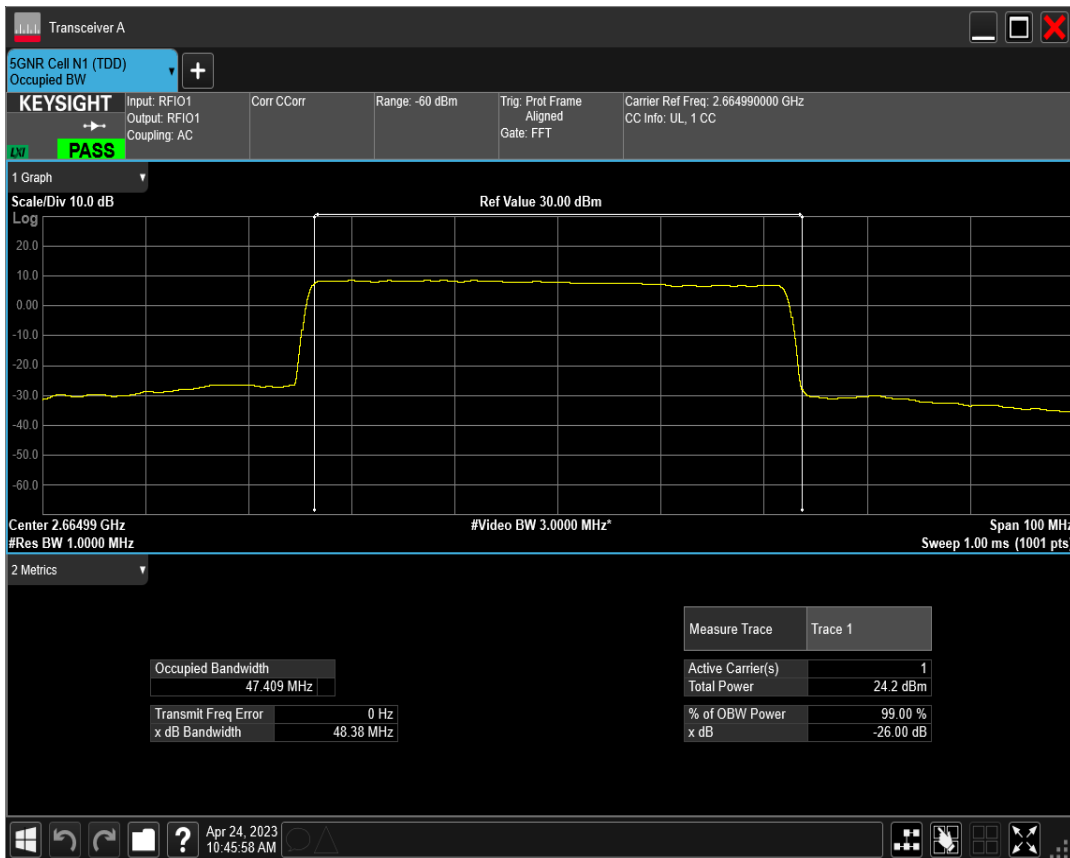 Transceiver A
5GNR Cell N1 (TDD)
Occupied BW
+
KEYSIGHT
LXI
PASS
Input: RFIO1
Output: RFIO1
Coupling: AC
Corr CCorr
Range: -60 dBm
Trig: Prot Frame
Aligned
Gate: FFT
Carrier Ref Freq: 2.664990000 GHz
CC Info: UL, 1 CC
1 Graph
Scale/Div 10.0 dB
Ref Value 30.00 dBm
Log
20.0
10.0
0.00
-10.0
-20.0
-30.0
-40.0
-50.0
-60.0
Center 2.66499 GHz
#Video BW 3.0000 MHz*
Span 100 MHz
#Res BW 1.0000 MHz
Sweep 1.00 ms (1001 pts)
2 Metrics
Measure Trace Trace 1
Occupied Bandwidth
47.409 MHz
Active Carrier(s) 1
Total Power 24.2 dBm
Transmit Freq Error 0 Hz
x dB Bandwidth 48.38 MHz
% of OBW Power 99.00 %
x dB -26.00 dB
?
Apr 24, 2023
10:45:58 AM